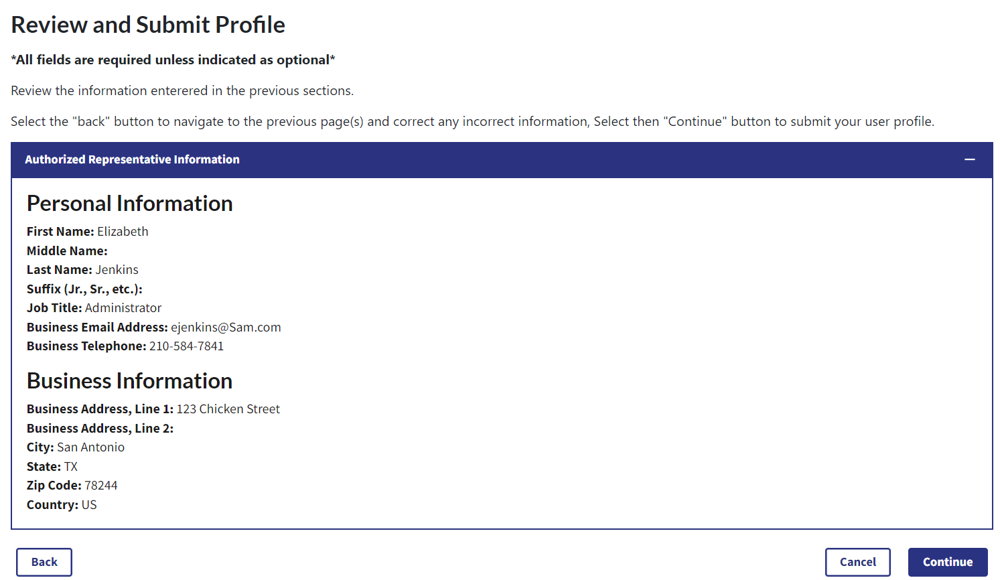 Review and Submit Profile
*All fields are required unless indicated as optional*
Review the information enterered in the previous sections.
Select the "back" button to navigate to the previous page(s) and correct any incorrect information, Select then "Continue" button to submit your user profile.
Authorized Representative Information
Personal Information
First Name: Elizabeth
Middle Name:
Last Name: Jenkins
Suffix (Jr., Sr., etc.):
Job Title: Administrator
Business Email Address: ejenkins@Sam.com
Business Telephone: 210-584-7841
Business Information
Business Address, Line 1: 123 Chicken Street
Business Address, Line 2:
City: San Antonio
State: TX
Zip Code: 78244
Country: US
Back
Cancel
Continue